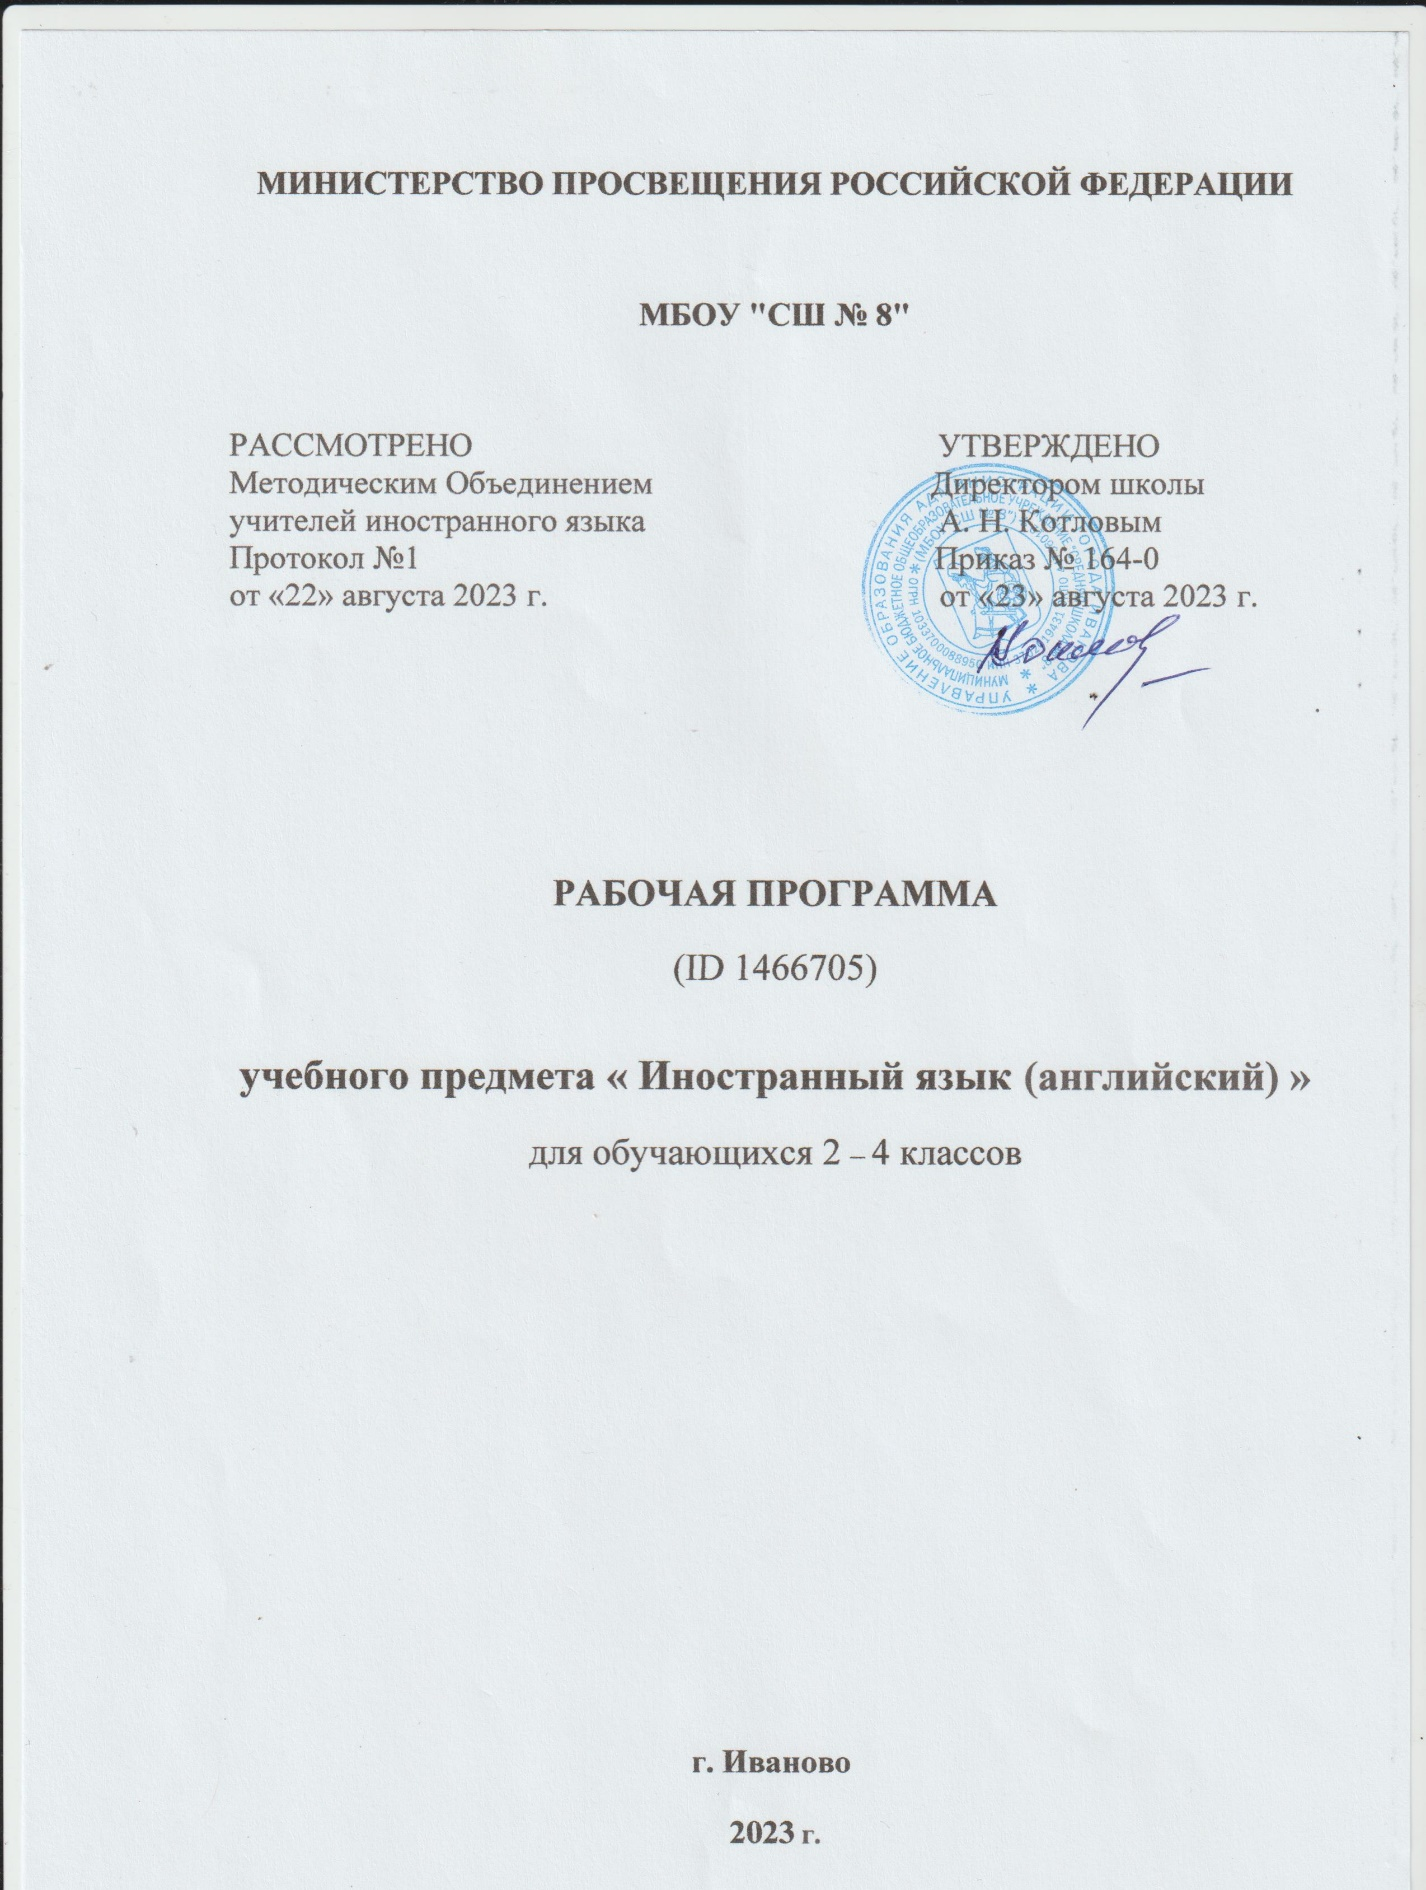 МИНИСТЕРСТВО ПРОСВЕЩЕНИЯ РОССИЙСКОЙ ФЕДЕРАЦИИ
МБОУ "СШ № 8"
РАССМОТРЕНО
Методическим Объединением
учителей иностранного языка
Протокол №1
от «22» августа 2023 г.
УТВЕРЖДЕНО
Директором школы
А. Н. Котловым
Приказ № 164-0
от «23» августа 2023 г.
РАБОЧАЯ ПРОГРАММА
(ID 1466705)
учебного предмета « Иностранный язык (английский) »
для обучающихся 2 – 4 классов
г. Иваново
2023 г.